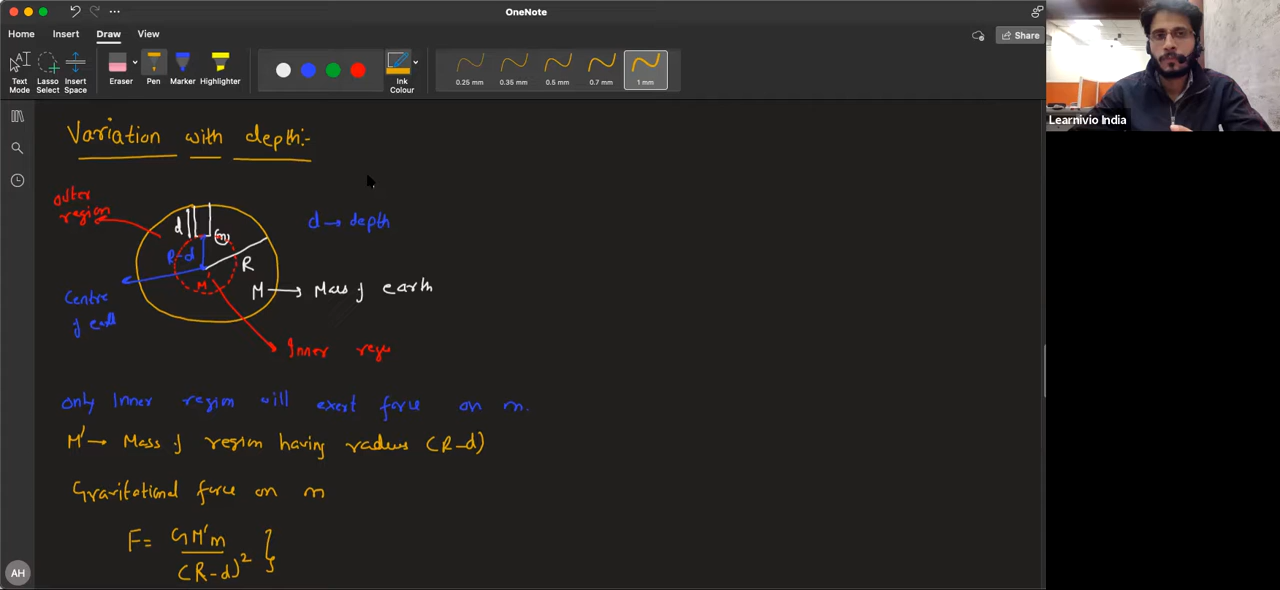 OneNote
Home Insert Draw View
Share
Text Mode
Lasso Select
Insert Space
Eraser
Pen
Marker
Highlighter
Ink Colour
0.25 mm
0.35 mm
0.5 mm
0.7 mm
1 mm
Learnivio India
Variation with depth:-
outer region
d
m
d → depth
R-d
R
M
M → Mass of earth
Centre of earth
Inner
only Inner region will exert force on m.
M' → Mass of region having radius (R-d)
Gravitational force on m
F = GM'm
(R-d)²
AH